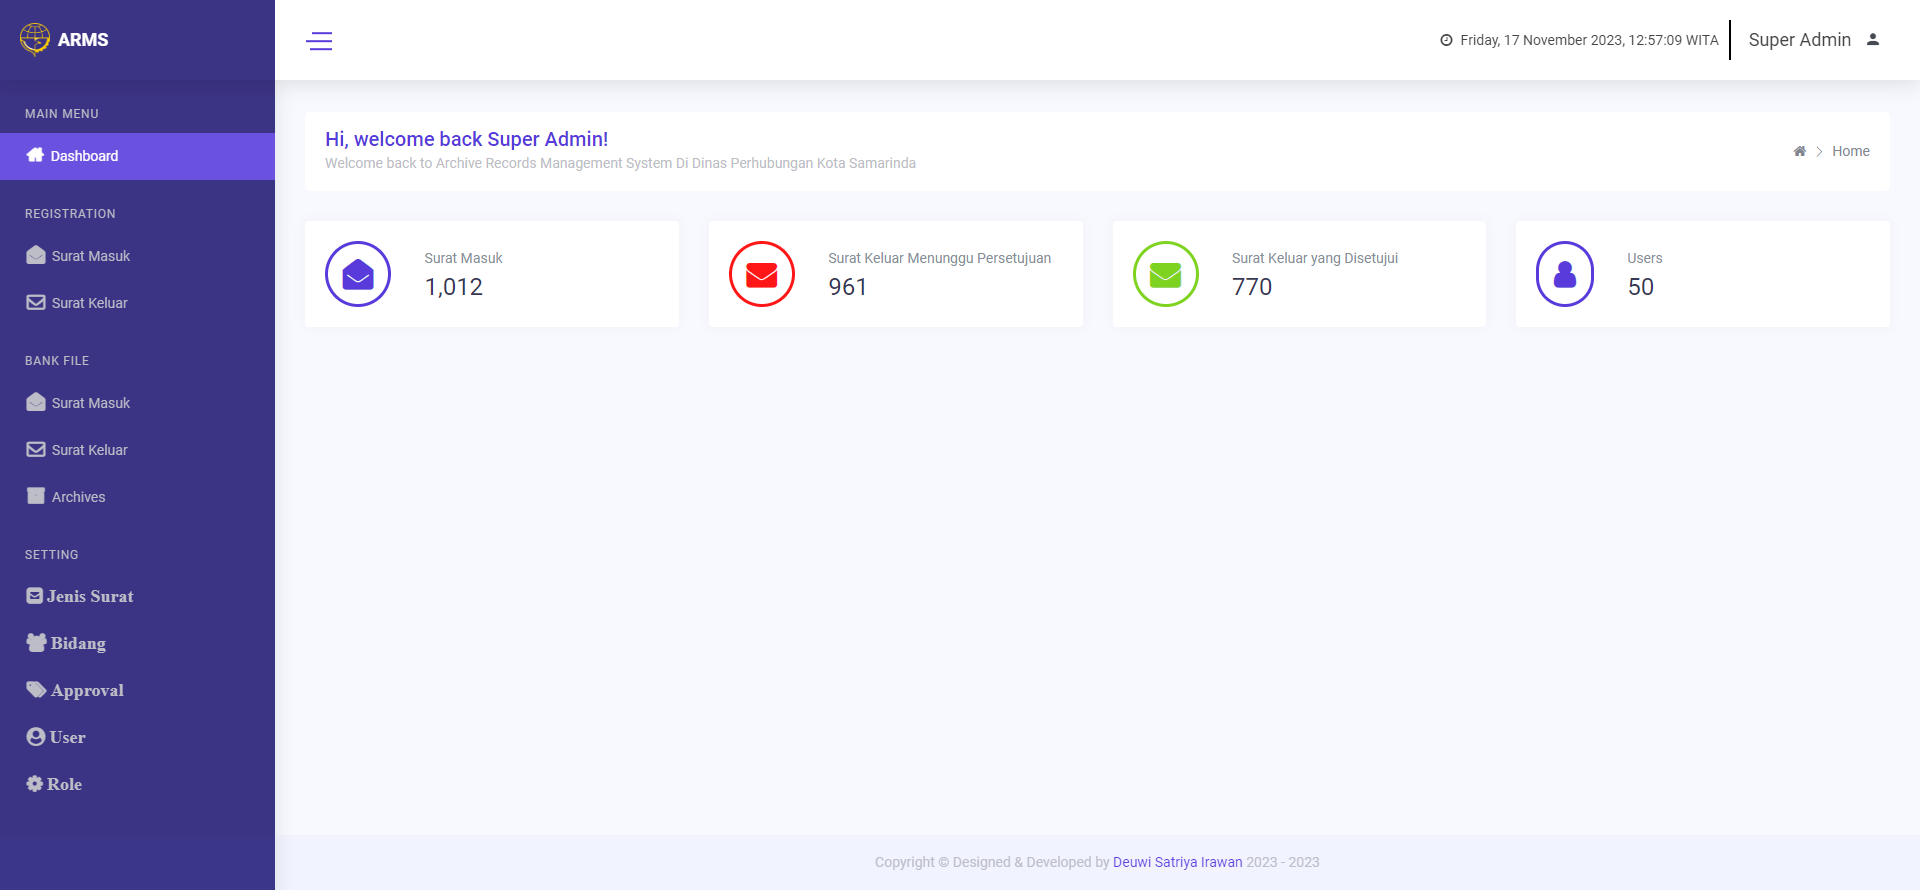 ARMS
Friday, 17 November 2023, 12:57:09 WITA
Super Admin
MAIN MENU
Dashboard
REGISTRATION
Surat Masuk
Surat Keluar
BANK FILE
Surat Masuk
Surat Keluar
Archives
SETTING
Jenis Surat
Bidang
Approval
User
Role
Hi, welcome back Super Admin!
Welcome back to Archive Records Management System Di Dinas Perhubungan Kota Samarinda
Home
Surat Masuk
1,012
Surat Keluar Menunggu Persetujuan
961
Surat Keluar yang Disetujui
770
Users
50
Copyright © Designed & Developed by Deuwi Satriya Irawan 2023 - 2023